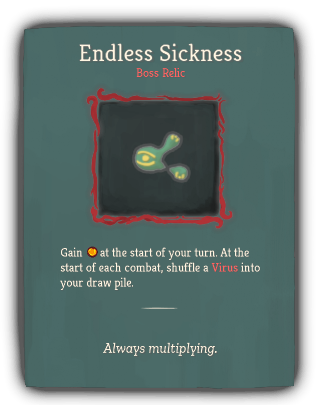 Endless Sickness
Boss Relic
Gain at the start of your turn. At the
start of each combat, shuffle a Virus into
your draw pile.
Always multiplying.